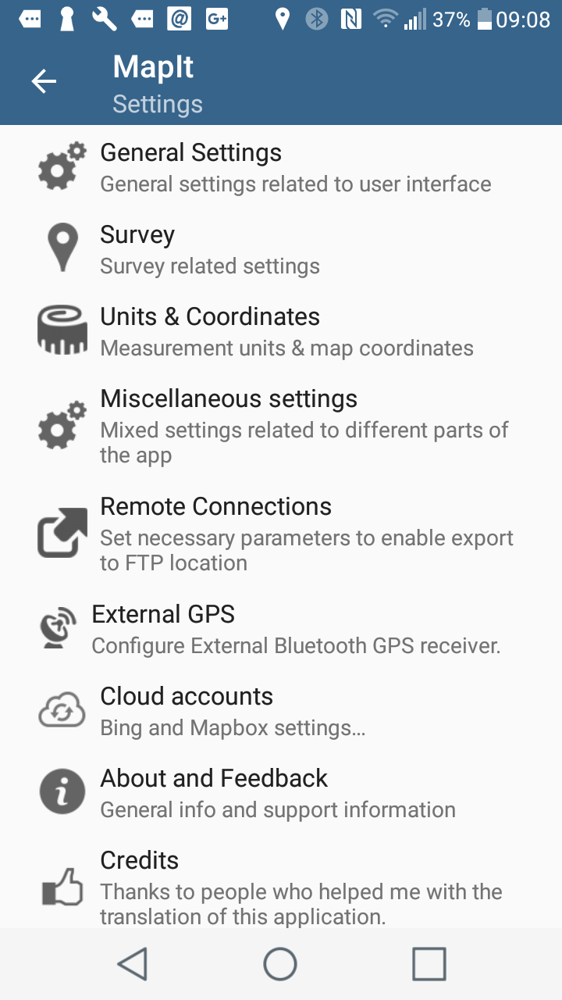 37% 09:08
MapIt
Settings
General Settings
General settings related to user interface
Survey
Survey related settings
Units & Coordinates
Measurement units & map coordinates
Miscellaneous settings
Mixed settings related to different parts of
the app
Remote Connections
Set necessary parameters to enable export
to FTP location
External GPS
Configure External Bluetooth GPS receiver.
Cloud accounts
Bing and Mapbox settings...
About and Feedback
General info and support information
Credits
Thanks to people who helped me with the
translation of this application.